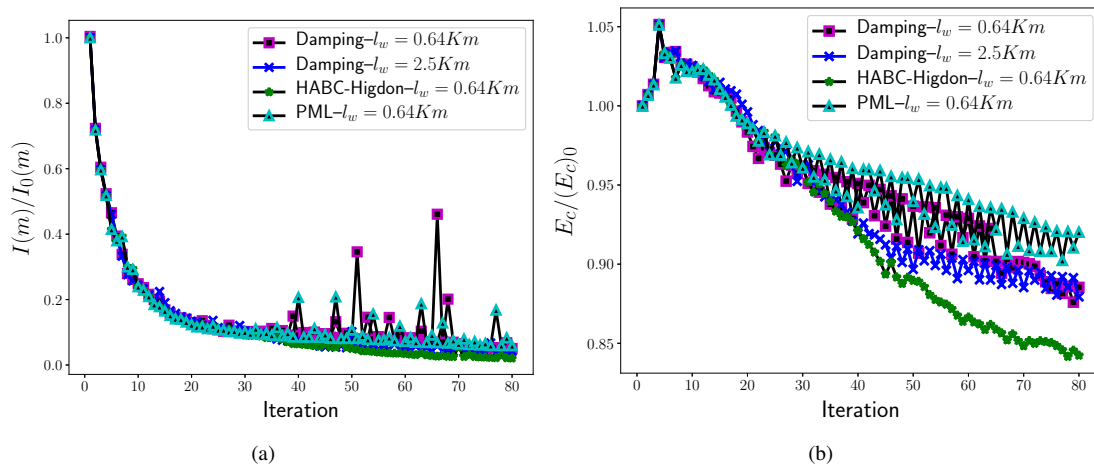 1.0
0.8
0.6
0.4
0.2
0.0
I(m)/I₀(m)
Damping–l_w = 0.64Km
Damping–l_w = 2.5Km
HABC-Higdon–l_w = 0.64Km
PML–l_w = 0.64Km
0 10 20 30 40 50 60 70 80
Iteration
(a)
1.05
1.00
0.95
0.90
0.85
E_c/(E_c)₀
Damping–l_w = 0.64Km
Damping–l_w = 2.5Km
HABC-Higdon–l_w = 0.64Km
PML–l_w = 0.64Km
0 10 20 30 40 50 60 70 80
Iteration
(b)